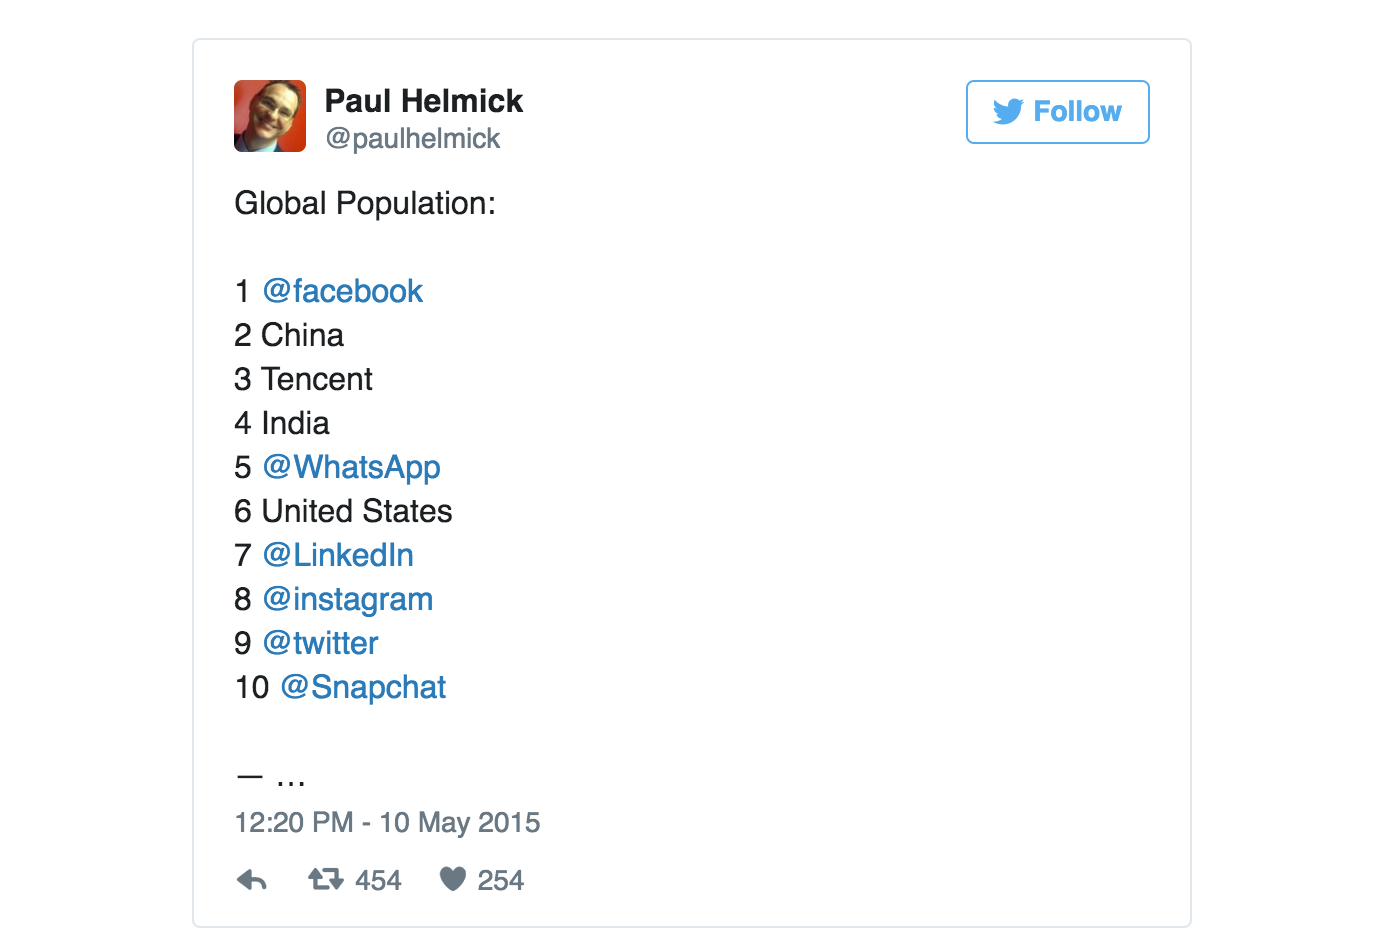 Paul Helmick
@paulhelmick
Follow
Global Population:
1 @facebook
2 China
3 Tencent
4 India
5 @WhatsApp
6 United States
7 @LinkedIn
8 @instagram
9 @twitter
10 @Snapchat
— ...
12:20 PM - 10 May 2015
454 254